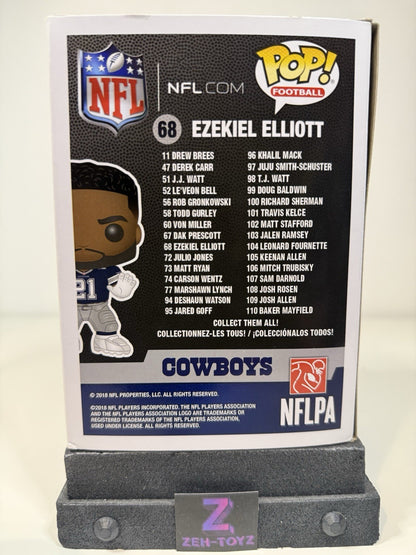 NFL
NFL.COM
POP!
FOOTBALL
68 EZEKIEL ELLIOTT
11 DREW BREES
47 DEREK CARR
51 J.J. WATT
52 LE'VEON BELL
56 ROB GRONKOWSKI
58 TODD GURLEY
60 VON MILLER
67 DAK PRESCOTT
68 EZEKIEL ELLIOTT
72 JULIO JONES
73 MATT RYAN
74 CARSON WENTZ
77 MARSHAWN LYNCH
94 DESHAUN WATSON
95 JARED GOFF
96 KHALIL MACK
97 JUJU SMITH-SCHUSTER
98 T.J. WATT
99 DOUG BALDWIN
100 RICHARD SHERMAN
101 TRAVIS KELCE
102 MATT STAFFORD
103 JALEN RAMSEY
104 LEONARD FOURNETTE
105 KEENAN ALLEN
106 MITCH TRUBISKY
107 SAM DARNOLD
108 JOSH ROSEN
109 JOSH ALLEN
110 BAKER MAYFIELD
COLLECT THEM ALL!
COLLECTIONNEZ-LES TOUS! / ¡COLECCIÓNALOS TODOS!
21
COWBOYS
NFLPA
© 2018 NFL PROPERTIES, LLC. ALL RIGHTS RESERVED.
©2018 NFL PLAYERS INCORPORATED. THE NFL PLAYERS ASSOCIATION
AND THE NFL PLAYERS ASSOCIATION LOGO ARE TRADEMARKS OR
REGISTERED TRADEMARKS OF THE NFL PLAYERS ASSOCIATION,
USED UNDER LICENSE. ALL RIGHTS RESERVED.
Z
ZEH-TOYZ